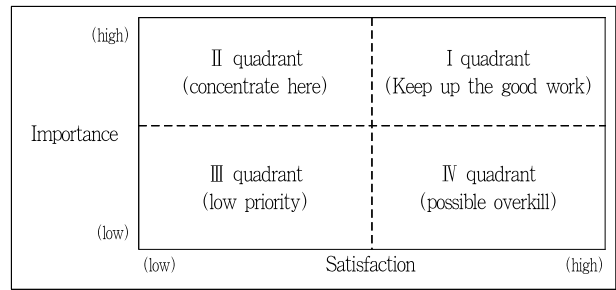 (high)
Ⅱ quadrant
(concentrate here)
Ⅰ quadrant
(Keep up the good work)
Importance
Ⅲ quadrant
(low priority)
Ⅳ quadrant
(possible overkill)
(low)
(low)
Satisfaction
(high)